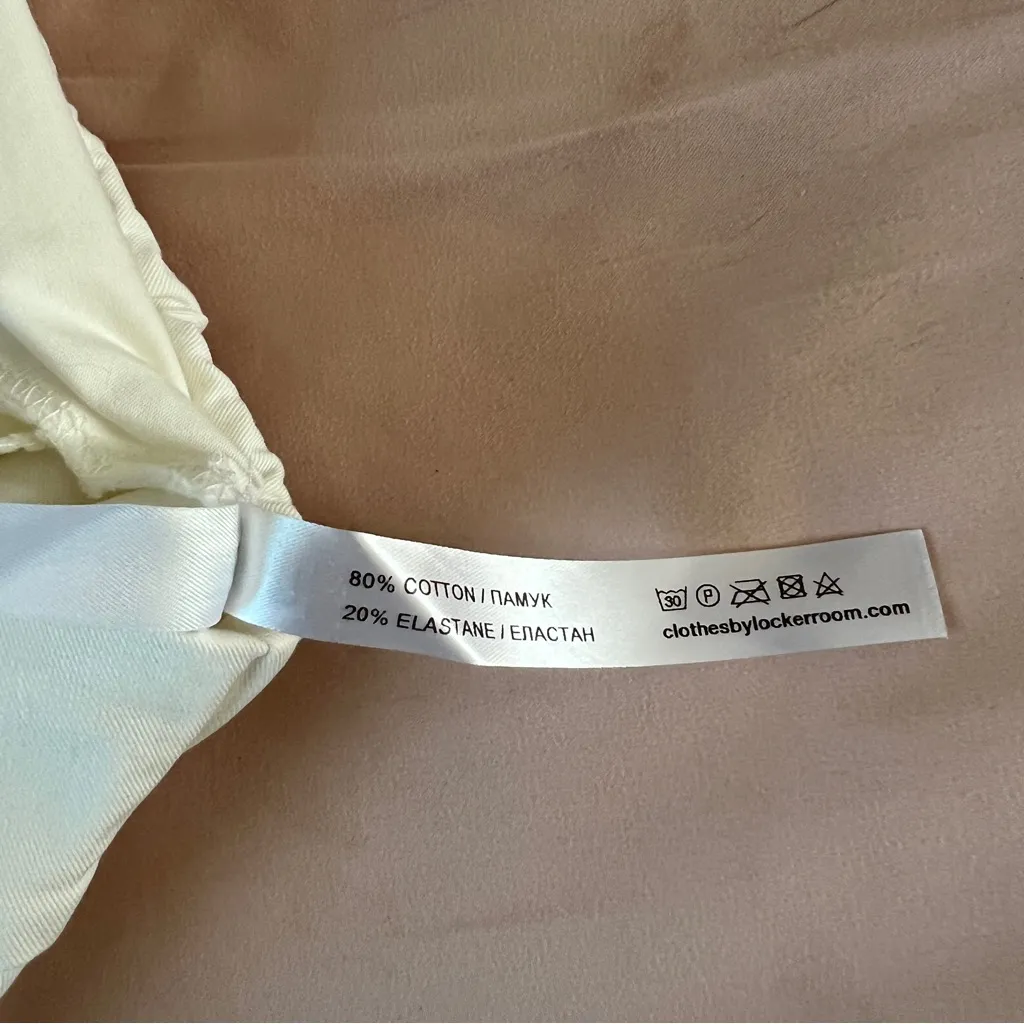 80% COTTON / ПАМУК
20% ELASTANE / ЕЛАСТАН
30 P
clothesbylockerroom.com